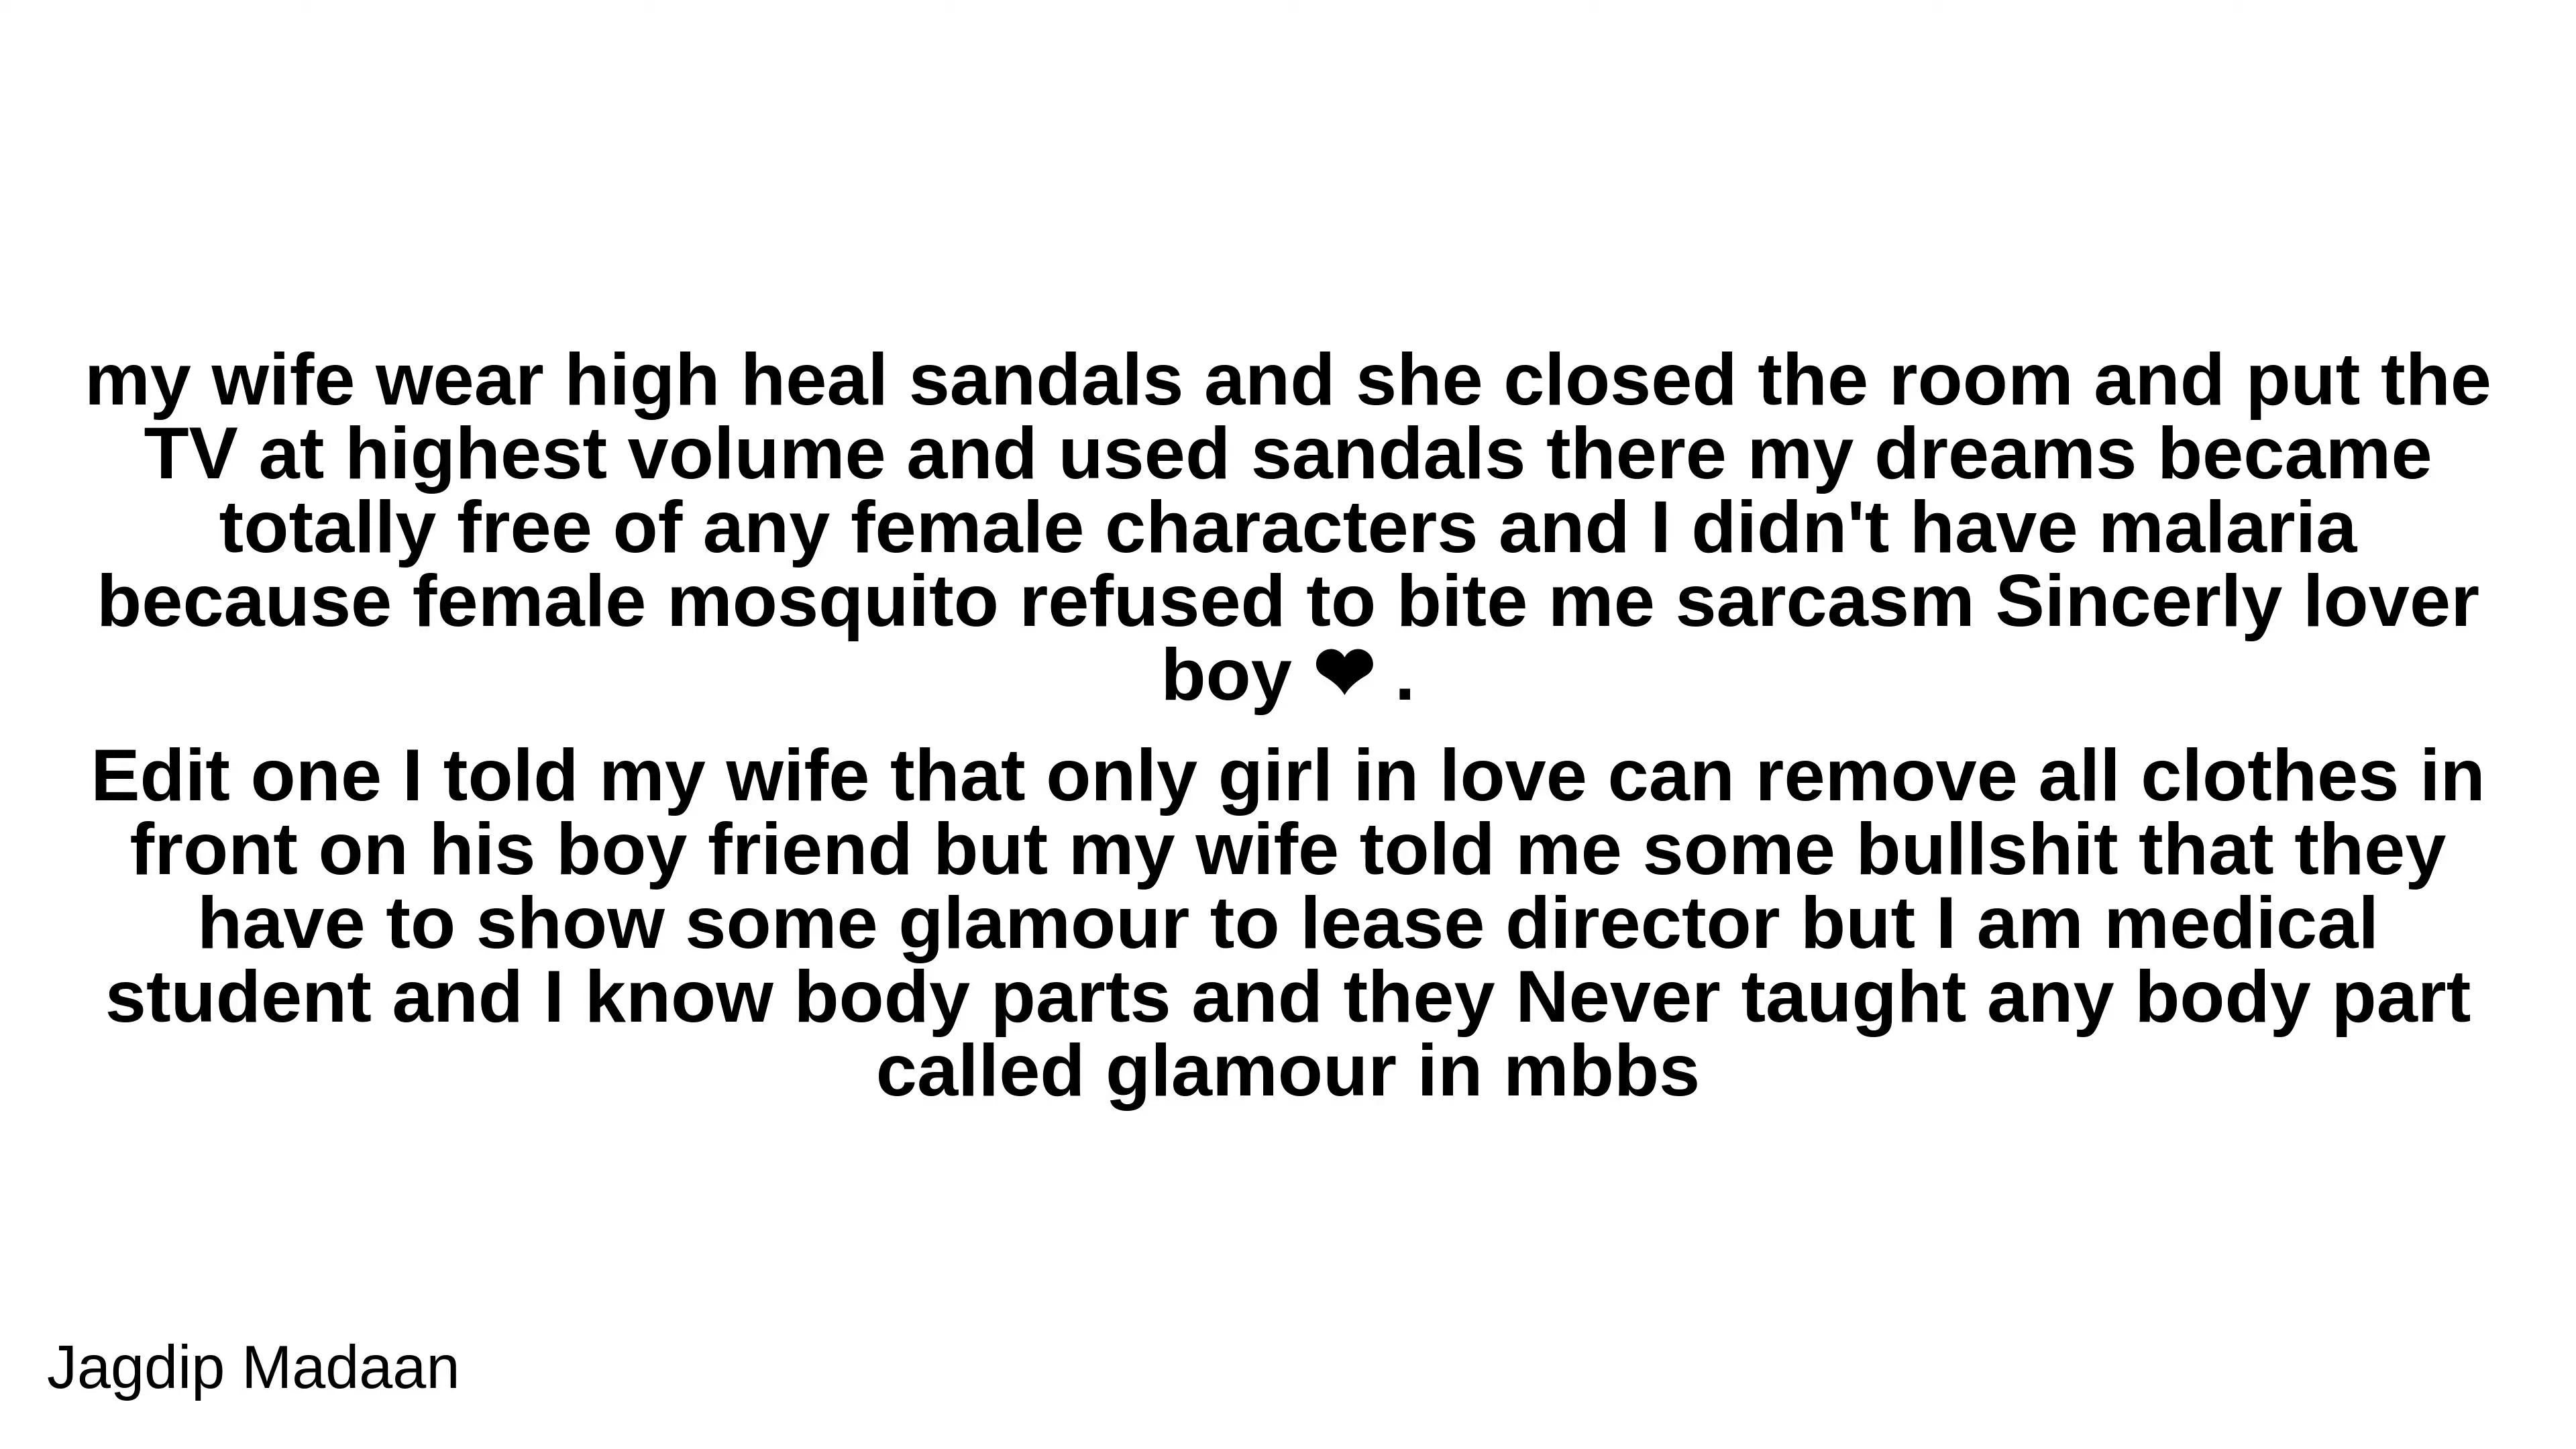 my wife wear high heal sandals and she closed the room and put the
TV at highest volume and used sandals there my dreams became
totally free of any female characters and I didn't have malaria
because female mosquito refused to bite me sarcasm Sincerly lover
boy ❤ .
Edit one I told my wife that only girl in love can remove all clothes in
front on his boy friend but my wife told me some bullshit that they
have to show some glamour to lease director but I am medical
student and I know body parts and they Never taught any body part
called glamour in mbbs
Jagdip Madaan